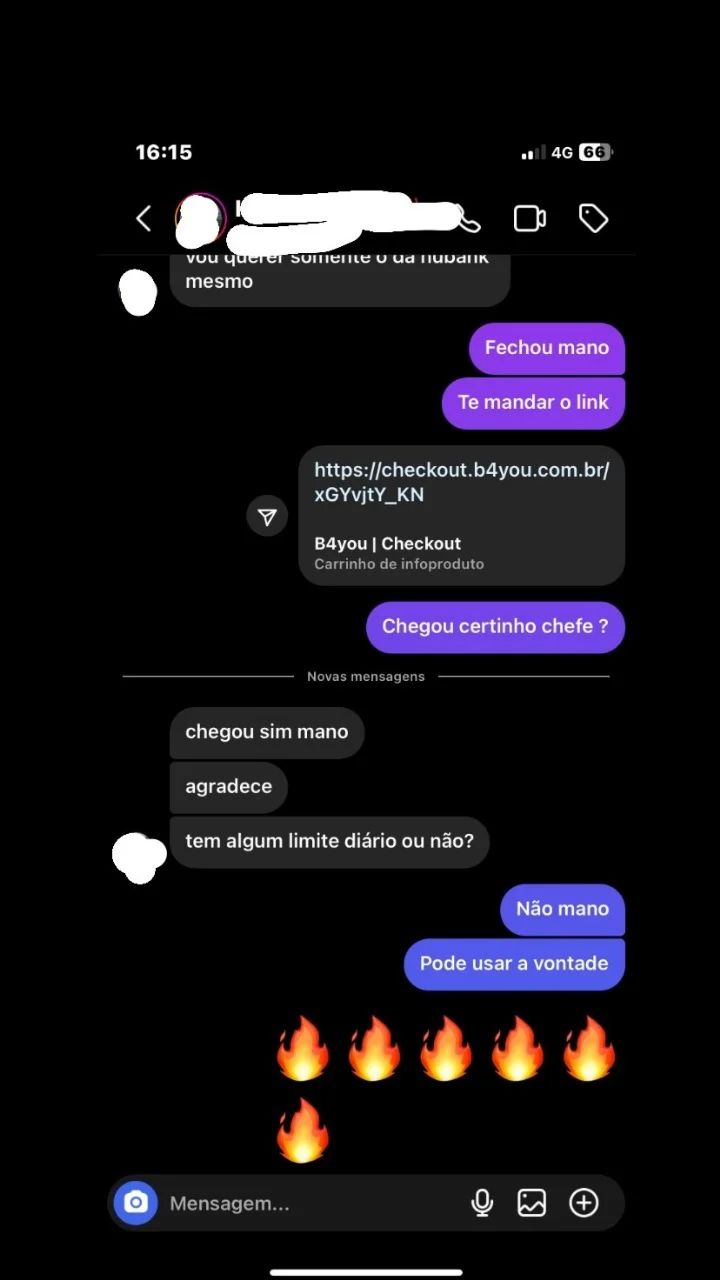 16:15
4G
66
vou querer somente o da nubank
mesmo
Fechou mano
Te mandar o link
https://checkout.b4you.com.br/
xGYvjtY_KN
B4you | Checkout
Carrinho de infoproduto
Chegou certinho chefe ?
Novas mensagens
chegou sim mano
agradece
tem algum limite diário ou não?
Não mano
Pode usar a vontade
Mensagem...